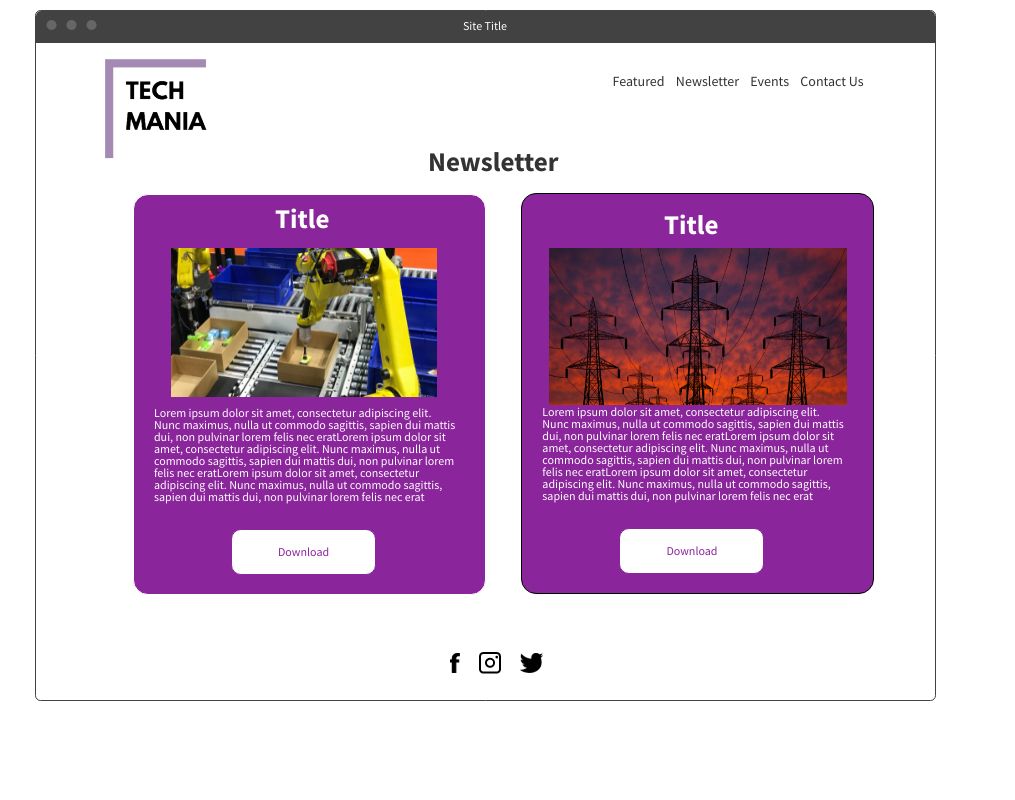 Site Title
TECH
MANIA
Featured Newsletter Events Contact Us
Newsletter
Title
Lorem ipsum dolor sit amet, consectetur adipiscing elit.
Nunc maximus, nulla ut commodo sagittis, sapien dui mattis
dui, non pulvinar lorem felis nec eratLorem ipsum dolor sit
amet, consectetur adipiscing elit. Nunc maximus, nulla ut
commodo sagittis, sapien dui mattis dui, non pulvinar lorem
felis nec eratLorem ipsum dolor sit amet, consectetur
adipiscing elit. Nunc maximus, nulla ut commodo sagittis,
sapien dui mattis dui, non pulvinar lorem felis nec erat
Download
Title
Lorem ipsum dolor sit amet, consectetur adipiscing elit.
Nunc maximus, nulla ut commodo sagittis, sapien dui mattis
dui, non pulvinar lorem felis nec eratLorem ipsum dolor sit
amet, consectetur adipiscing elit. Nunc maximus, nulla ut
commodo sagittis, sapien dui mattis dui, non pulvinar lorem
felis nec eratLorem ipsum dolor sit amet, consectetur
adipiscing elit. Nunc maximus, nulla ut commodo sagittis,
sapien dui mattis dui, non pulvinar lorem felis nec erat
Download